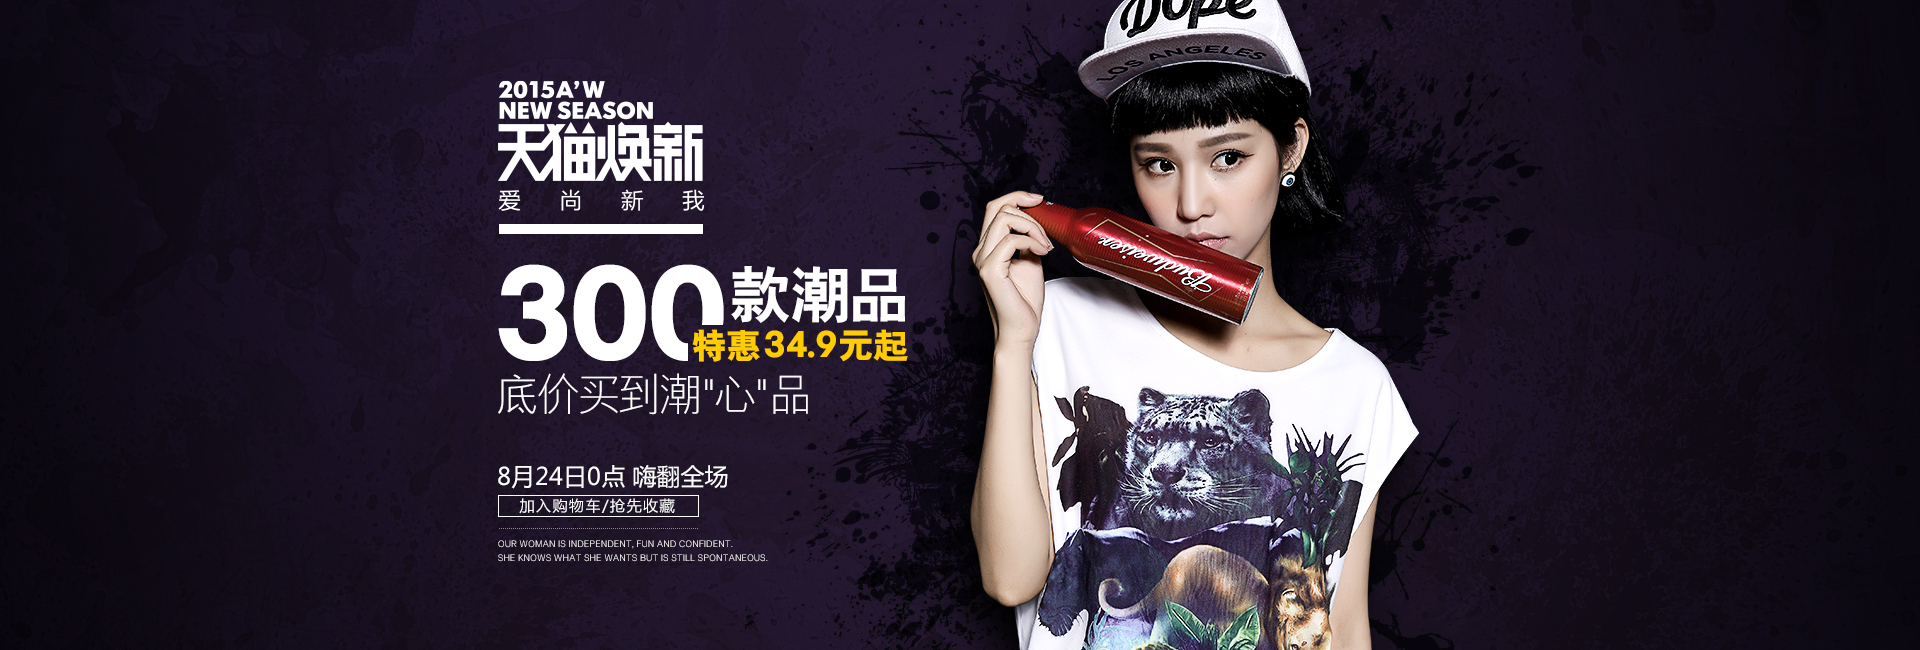 2015A'W
NEW SEASON
天猫焕新
爱尚新我
300款潮品
特惠34.9元起
底价买到潮"心"品
8月24日0点 嗨翻全场
加入购物车/抢先收藏
OUR WOMAN IS INDEPENDENT, FUN AND CONFIDENT.
SHE KNOWS WHAT SHE WANTS BUT IS STILL SPONTANEOUS.
DOPE
LOS ANGELES
Budweiser